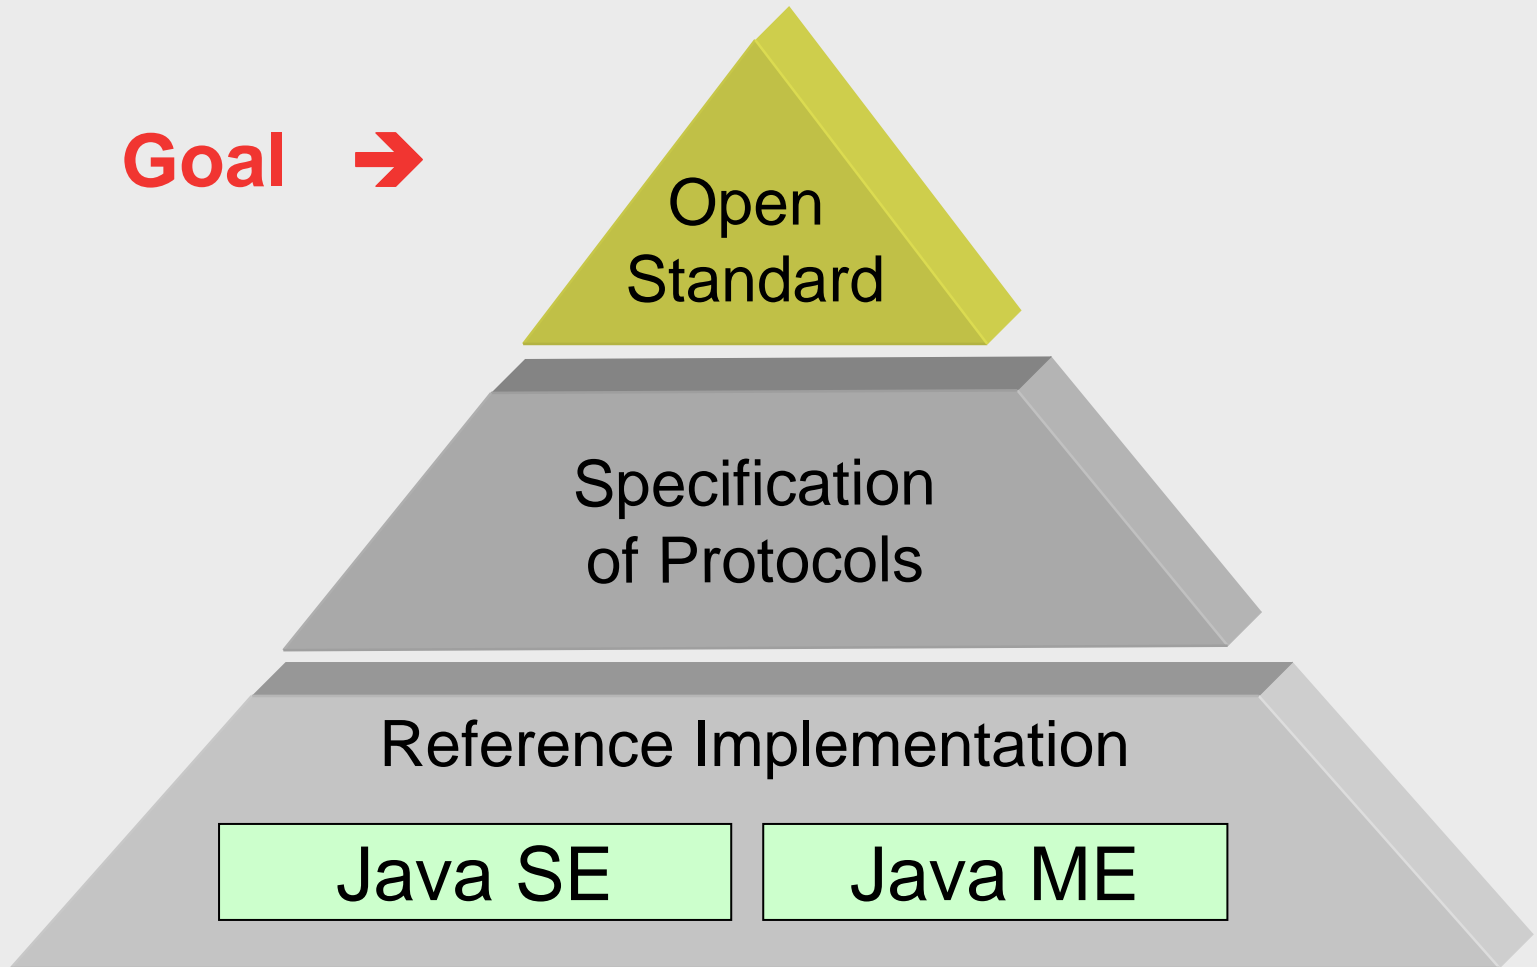 Goal ➔
Open
Standard
Specification
of Protocols
Reference Implementation
Java SE
Java ME